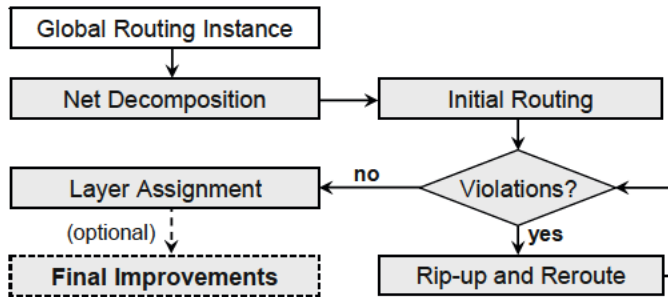 Global Routing Instance
Net Decomposition
Initial Routing
Layer Assignment
no
Violations?
(optional)
yes
Final Improvements
Rip-up and Reroute